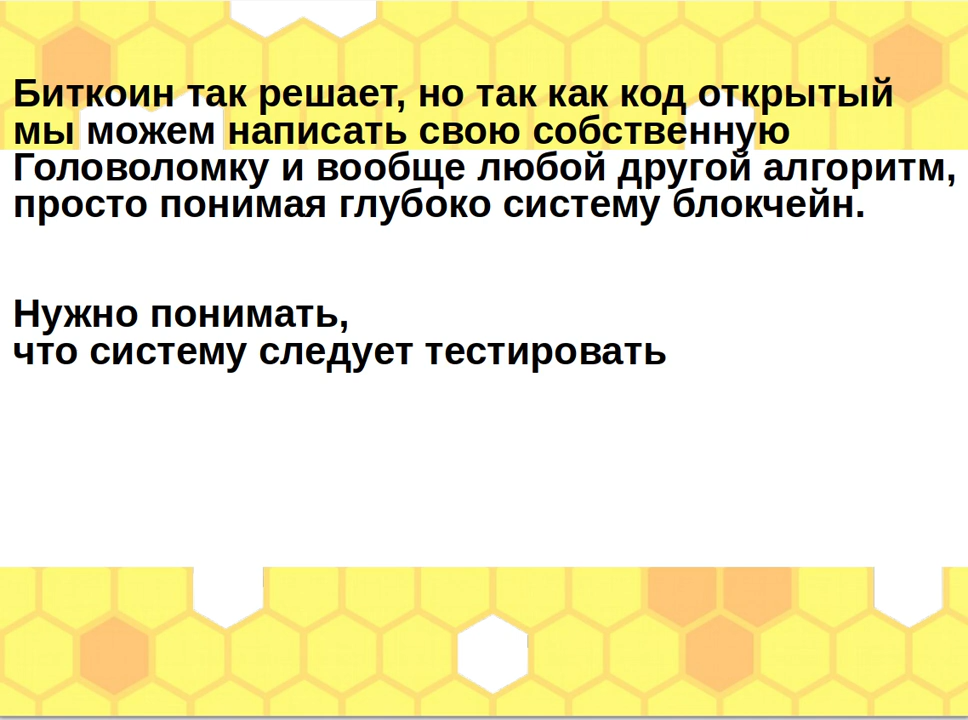 Биткоин так решает, но так как код открытый
мы можем написать свою собственную
Головоломку и вообще любой другой алгоритм,
просто понимая глубоко систему блокчейн.
Нужно понимать,
что систему следует тестировать